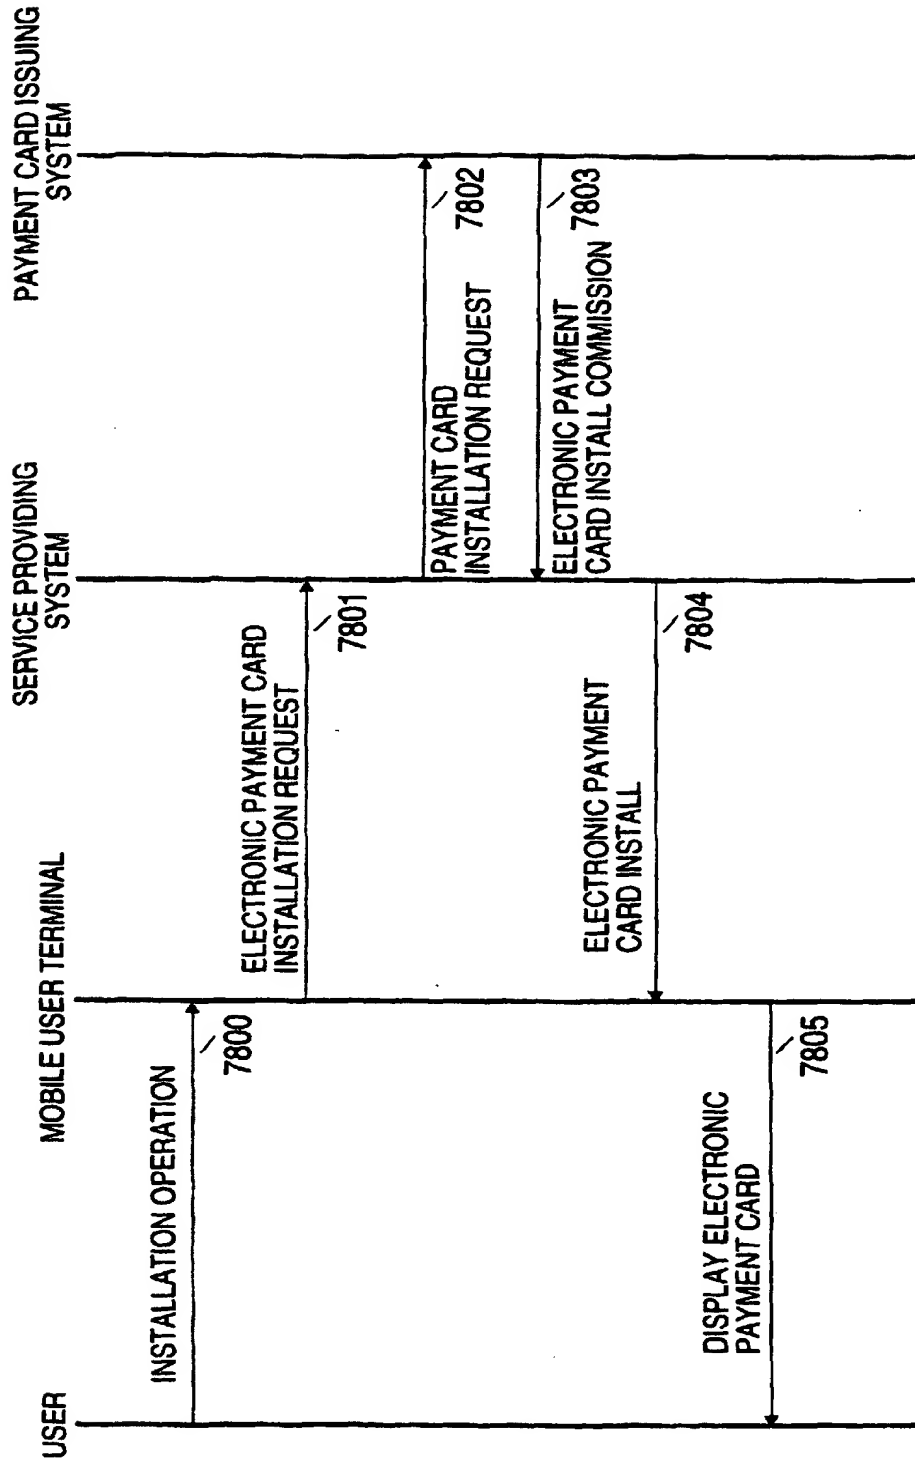 USER
MOBILE USER TERMINAL
SERVICE PROVIDING
SYSTEM
PAYMENT CARD ISSUING
SYSTEM
INSTALLATION OPERATION
7800
ELECTRONIC PAYMENT CARD
INSTALLATION REQUEST
7801
PAYMENT CARD
INSTALLATION REQUEST
7802
ELECTRONIC PAYMENT
CARD INSTALL COMMISSION
7803
ELECTRONIC PAYMENT
CARD INSTALL
7804
DISPLAY ELECTRONIC
PAYMENT CARD
7805